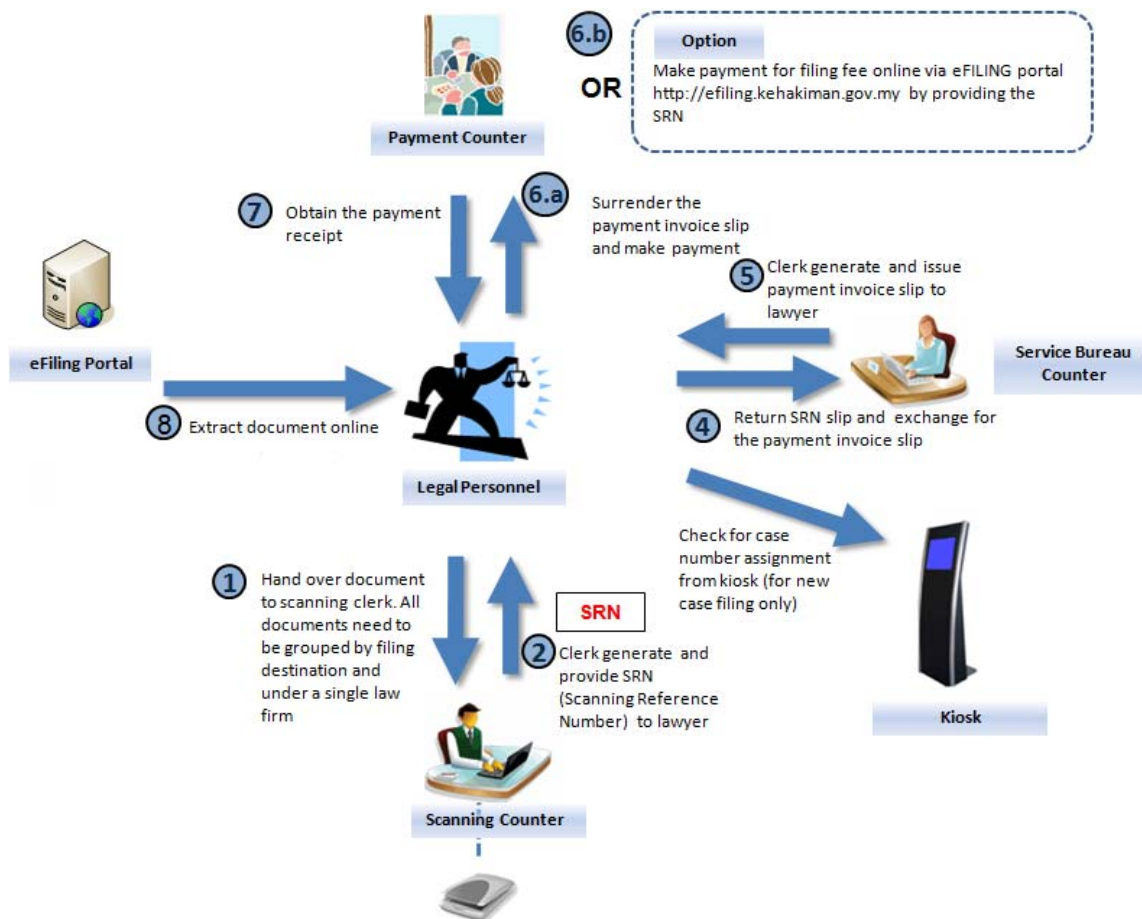 6.b
OR
Option
Make payment for filing fee online via eFILING portal
http://efiling.kehakiman.gov.my by providing the
SRN
Payment Counter
7
Obtain the payment
receipt
6.a
Surrender the
payment invoice slip
and make payment
5
Clerk generate and issue
payment invoice slip to
lawyer
eFiling Portal
Service Bureau
Counter
8
Extract document online
4
Return SRN slip and exchange for
the payment invoice slip
Legal Personnel
Check for case
number assignment
from kiosk (for new
case filing only)
1
Hand over document
to scanning clerk. All
documents need to
be grouped by filing
destination and
under a single law
firm
SRN
2
Clerk generate and
provide SRN
(Scanning Reference
Number) to lawyer
Kiosk
Scanning Counter